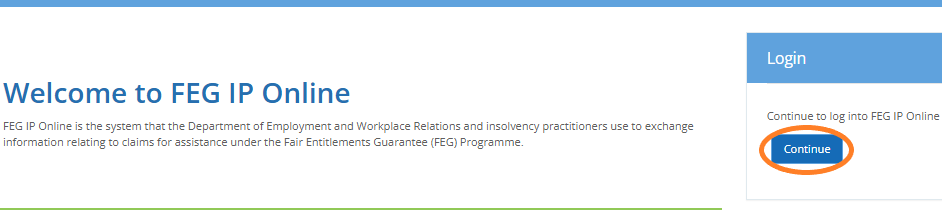 Welcome to FEG IP Online
FEG IP Online is the system that the Department of Employment and Workplace Relations and insolvency practitioners use to exchange
information relating to claims for assistance under the Fair Entitlements Guarantee (FEG) Programme.
Login
Continue to log into FEG IP Online
Continue